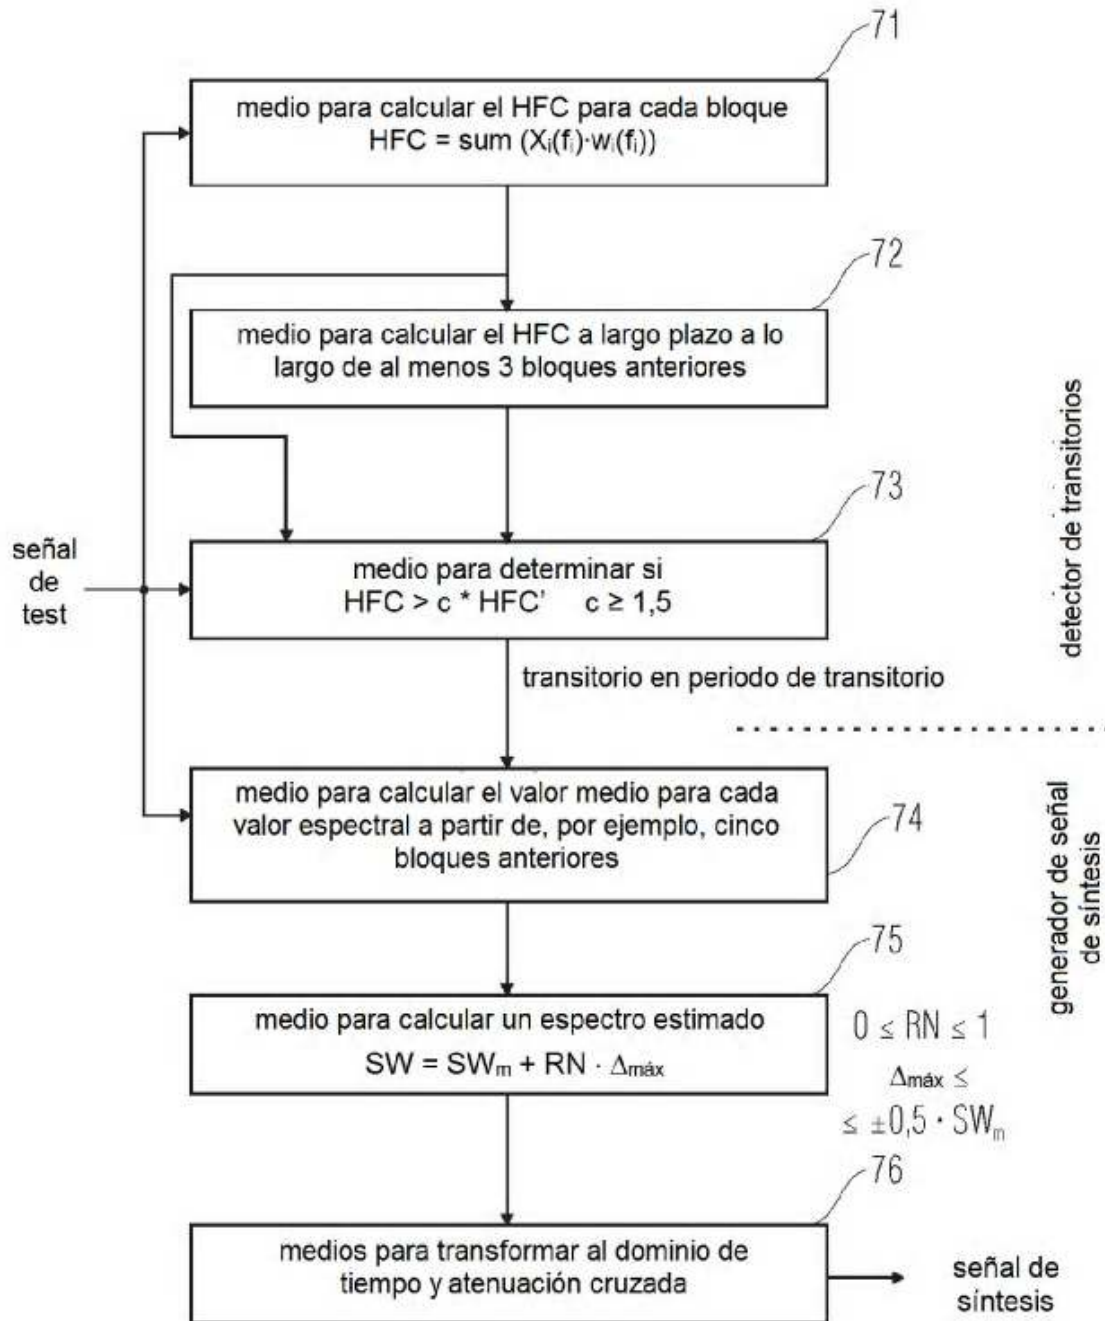 71
medio para calcular el HFC para cada bloque
HFC = sum (Xᵢ(fᵢ)·wᵢ(fᵢ))
72
medio para calcular el HFC a largo plazo a lo
largo de al menos 3 bloques anteriores
73
señal
de
test
medio para determinar si
HFC > c * HFC’ c ≥ 1,5
detector de transitorios
transitorio en periodo de transitorio
medio para calcular el valor medio para cada
valor espectral a partir de, por ejemplo, cinco
bloques anteriores
74
generador de señal
de síntesis
75
medio para calcular un espectro estimado
SW = SWₘ + RN · Δmáx
0 ≤ RN ≤ 1
Δmáx ≤
≤ ±0,5 · SWₘ
76
medios para transformar al dominio de
tiempo y atenuación cruzada
señal de
síntesis